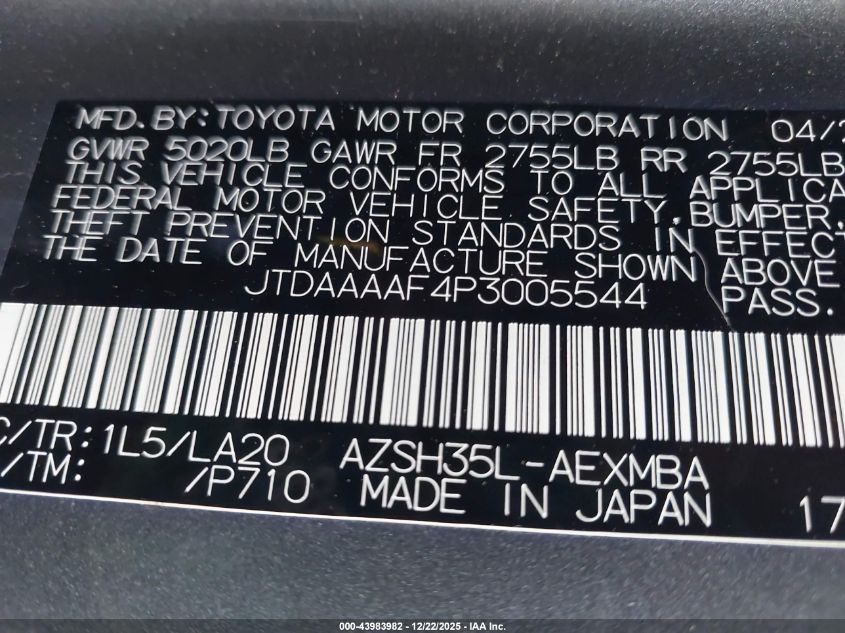 MFD.BY:TOYOTA MOTOR CORPORATION 04/
GVWR 5020LB GAWR FR 2755LB RR 2755LB
THIS VEHICLE CONFORMS TO ALL APPLICA
FEDERAL MOTOR VEHICLE SAFETY,BUMPER,
THEFT PREVENTION STANDARDS IN EFFECT
THE DATE OF MANUFACTURE SHOWN ABOVE
JTDAAAAF4P3005544 PASS.
C/TR:1L5/LA20 AZSH35L-AEXMBA
/TM: /P710 MADE IN JAPAN 17
000-43983982 - 12/22/2025 - IAA Inc.